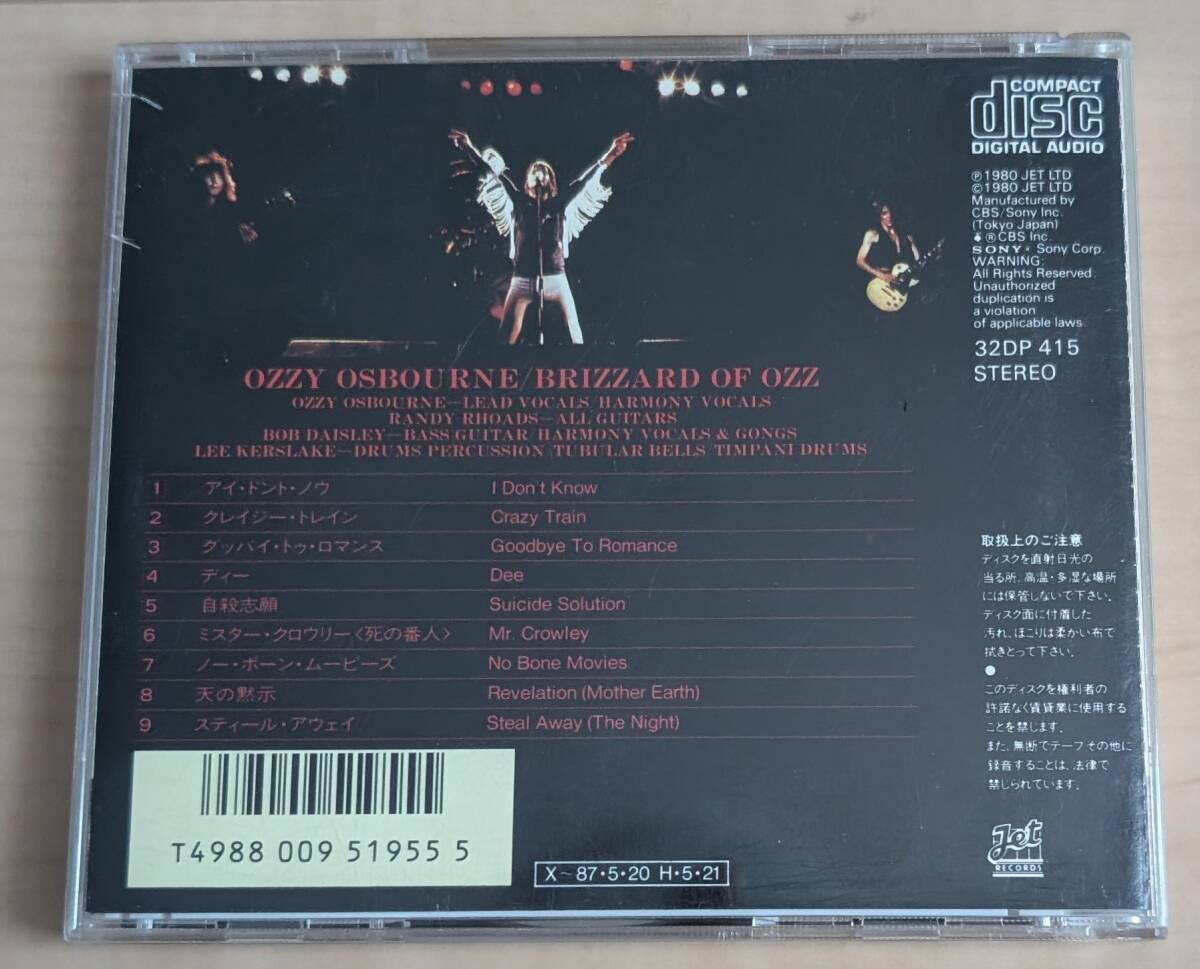 COMPACT
disc
DIGITAL AUDIO
℗1980 JET LTD
©1980 JET LTD
Manufactured by
CBS/Sony Inc.
(Tokyo Japan)
®CBS Inc.
SONY® Sony Corp.
WARNING:
All Rights Reserved.
Unauthorized
duplication is
a violation
of applicable laws.
32DP 415
STEREO
OZZY OSBOURNE/BRIZZARD OF OZZ
OZZY OSBOURNE—LEAD VOCALS/HARMONY VOCALS
RANDY RHOADS—ALL GUITARS
BOB DAISLEY—BASS GUITAR HARMONY VOCALS & GONGS
LEE KERSLAKE—DRUMS PERCUSSION TUBULAR BELLS TIMPANI DRUMS
1 アイ・ドント・ノウ I Don't Know
2 クレイジー・トレイン Crazy Train
3 グッバイ・トゥ・ロマンス Goodbye To Romance
4 ディー Dee
5 自殺志願 Suicide Solution
6 ミスター・クロウリー〈死の番人〉 Mr. Crowley
7 ノー・ボーン・ムービーズ No Bone Movies
8 天の黙示 Revelation (Mother Earth)
9 スティール・アウェイ Steal Away (The Night)
取扱上のご注意
ディスクを直射日光の
当る所、高温・多湿な場所
には保管しないで下さい。
ディスク面に付着した
汚れ、ほこりは柔かい布で
拭きとって下さい。
●
このディスクを権利者の
許諾なく賃貸業に使用する
ことを禁じます。
また、無断でテープその他に
録音することは、法律で
禁じられています。
T4988 009 51955 5
X〜87・5・20 H・5・21
Jet
RECORDS